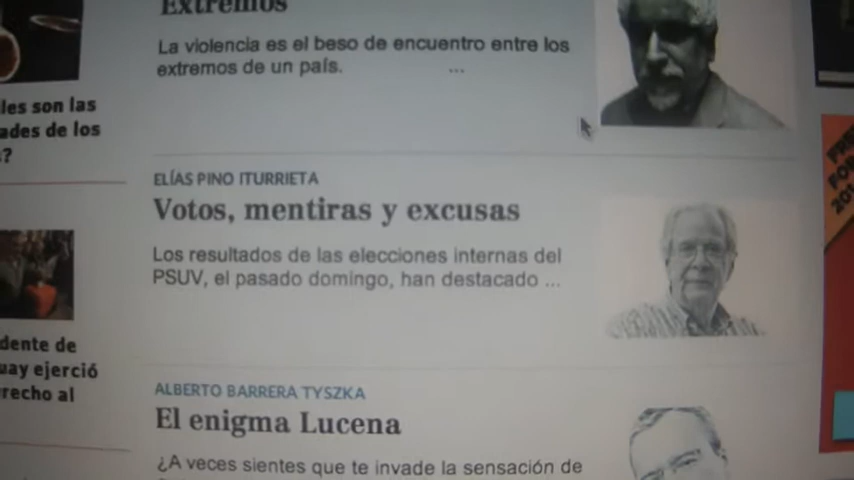 Extremos
La violencia es el beso de encuentro entre los
extremos de un país. ...
les son las
ades de los
?
ELÍAS PINO ITURRIETA
Votos, mentiras y excusas
Los resultados de las elecciones internas del
PSUV, el pasado domingo, han destacado ...
dente de
uay ejerció
recho al
ALBERTO BARRERA TYSZKA
El enigma Lucena
¿A veces sientes que te invade la sensación de
FRE
FOR
201